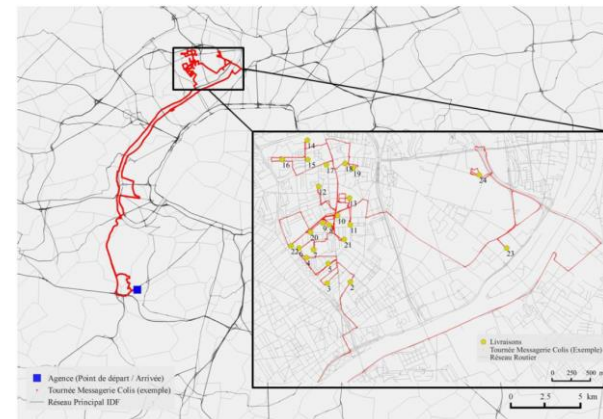 14
16
15
17
18
19
24
12
1
10
9
11
20
21
22
7
4
5
3
2
23
Livraisons
Tournée Messagerie Colis (Exemple)
Réseau Routier
0 250 500 m
Agence (Point de départ / Arrivée)
Tournée Messagerie Colis (exemple)
Réseau Principal IDF
0 2.5 5 km